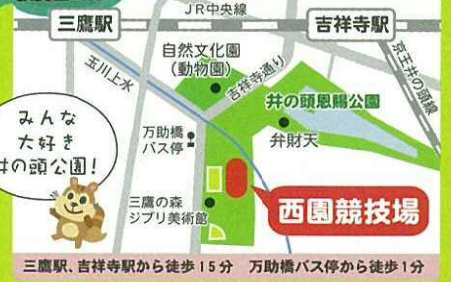 JR中央線
三鷹駅
吉祥寺駅
自然文化園
(動物園)
玉川上水
吉祥寺通り
京王井の頭線
井の頭恩賜公園
みんな
大好き
井の頭公園!
万助橋
バス停
弁財天
三鷹の森
ジブリ美術館
西園競技場
三鷹駅、吉祥寺駅から徒歩15分 万助橋バス停から徒歩1分